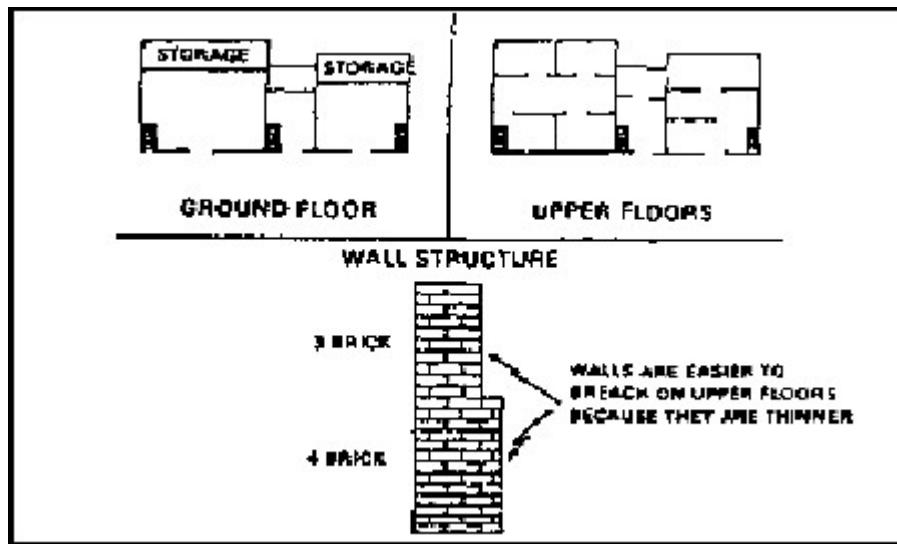 STORAGE
STORAGE
GROUND FLOOR
UPPER FLOORS
WALL STRUCTURE
3 BRICK
WALLS ARE EASIER TO
BREACH ON UPPER FLOORS
BECAUSE THEY ARE THINNER
4 BRICK